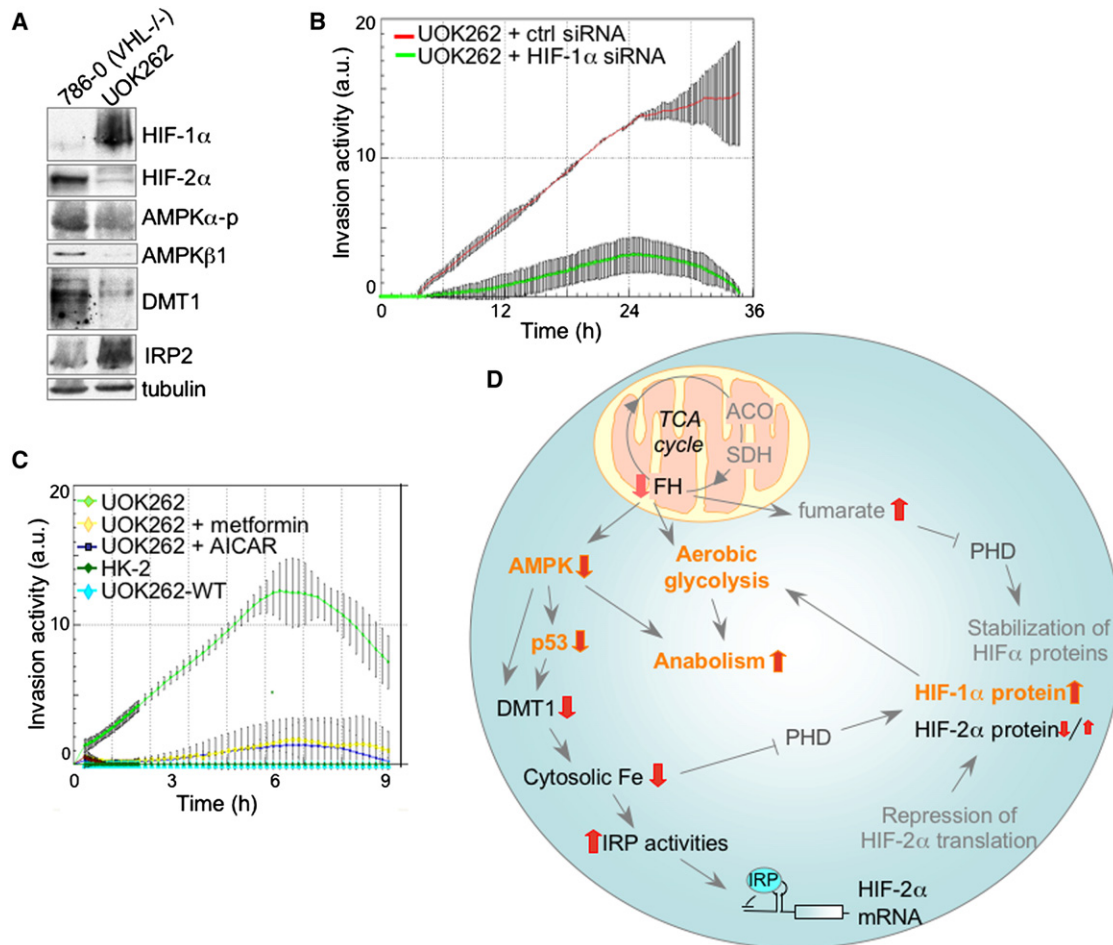 A
786-0 (VHL-/-)
UOK262
HIF-1α
HIF-2α
AMPKα-p
AMPKβ1
DMT1
IRP2
tubulin
B
UOK262 + ctrl siRNA
UOK262 + HIF-1α siRNA
Invasion activity (a.u.)
20
10
0
12
24
36
Time (h)
C
UOK262
UOK262 + metformin
UOK262 + AICAR
HK-2
UOK262-WT
Invasion activity (a.u.)
20
10
0
3
6
9
Time (h)
D
TCA
cycle
ACO
SDH
FH
fumarate
PHD
AMPK
Aerobic
glycolysis
Stabilization of
HIFα proteins
p53
Anabolism
HIF-1α protein
HIF-2α protein /
DMT1
PHD
Cytosolic Fe
Repression of
HIF-2α translation
IRP activities
IRP
HIF-2α
mRNA